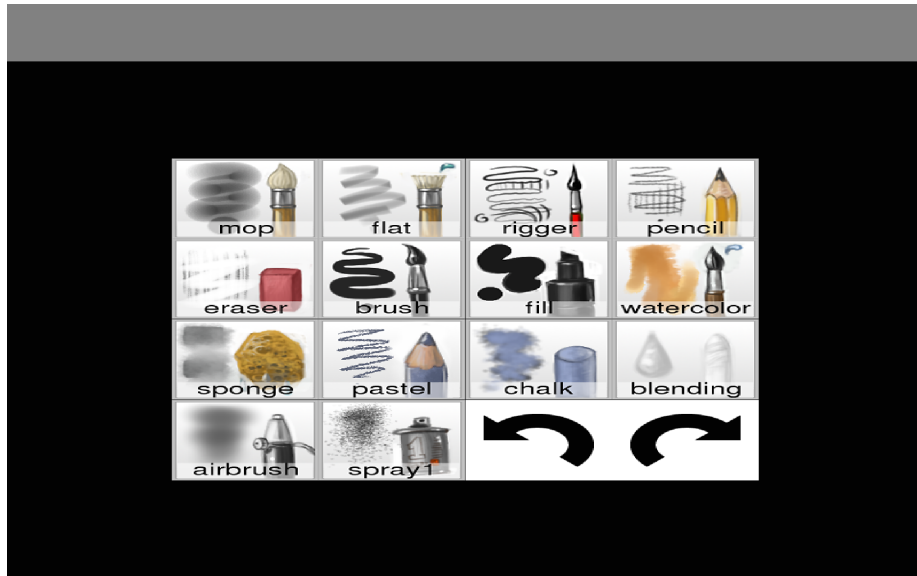 mop
flat
rigger
pencil
eraser
brush
fill
watercolor
sponge
pastel
chalk
blending
airbrush
spray1